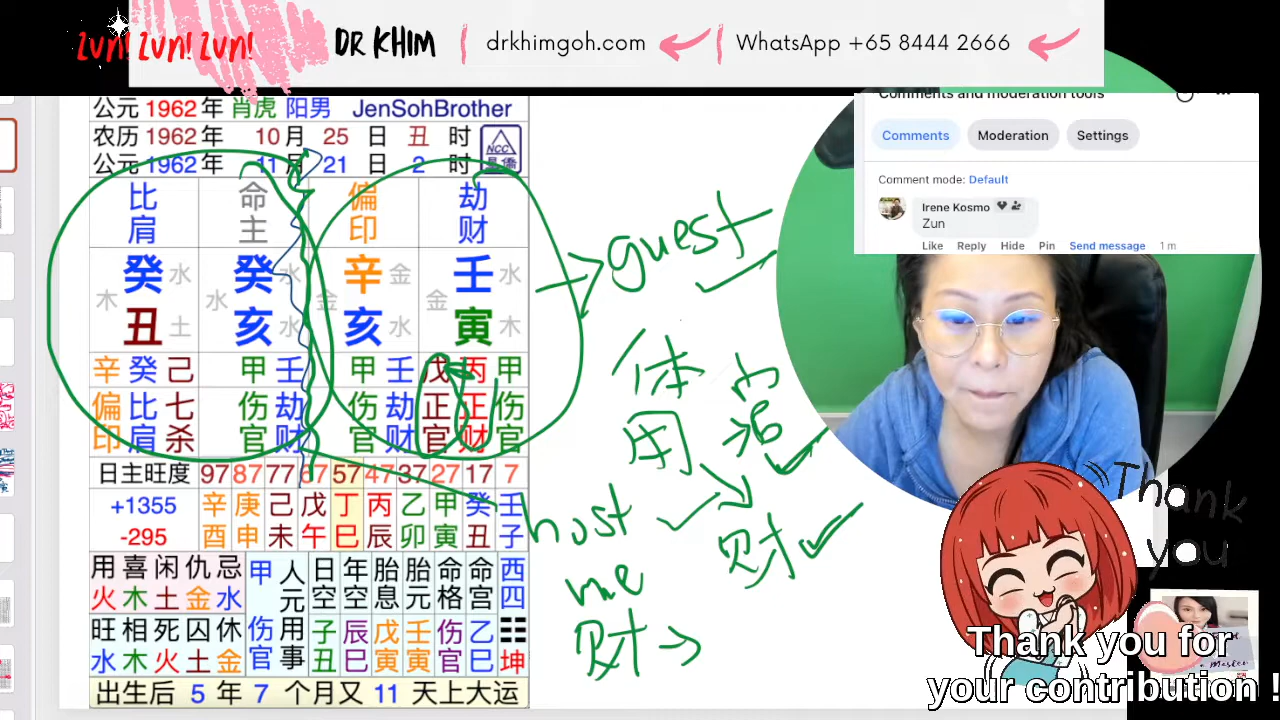 zun! zun! zun! DR KHIM drkhimgoh.com WhatsApp +65 8444 2666
Comments and moderation tools
Comments Moderation Settings
Comment mode: Default
Irene Kosmo
Zun
Like Reply Hide Pin Send message 1 m
公元 1962 年 肖虎 阳男 JenSohBrother
农历 1962 年 10 月 25 日 丑 时
公元 1962 年 11 月 21 日 2 时
NCC
比肩 命主 偏印 劫财
癸 水 癸 水 辛 金 壬 水
木 水 金 金
丑 土 亥 水 亥 水 寅 木
辛 癸 己 甲 壬 甲 壬 戊 丙 甲
偏印 比肩 七杀 伤官 劫财 伤官 劫财 正官 正财 伤官
日主旺度 97 87 77 67 57 47 37 27 17 7
+1355 辛 庚 己 戊 丁 丙 乙 甲 癸 壬
-295 酉 申 未 午 巳 辰 卯 寅 丑 子
用 喜 闲 仇 忌 甲 人元 日空 年空 胎息 胎元 命格 命宫 西四
火 木 土 金 水
旺 相 死 囚 休 伤官 用事 子丑 辰巳 戊寅 壬寅 伤官 乙巳 坤
水 木 火 土 金
出生后 5 年 7 个月又 11 天上大运
guest
体
用
官
host
财
me
财
Thank you
Thank you for
your contribution !